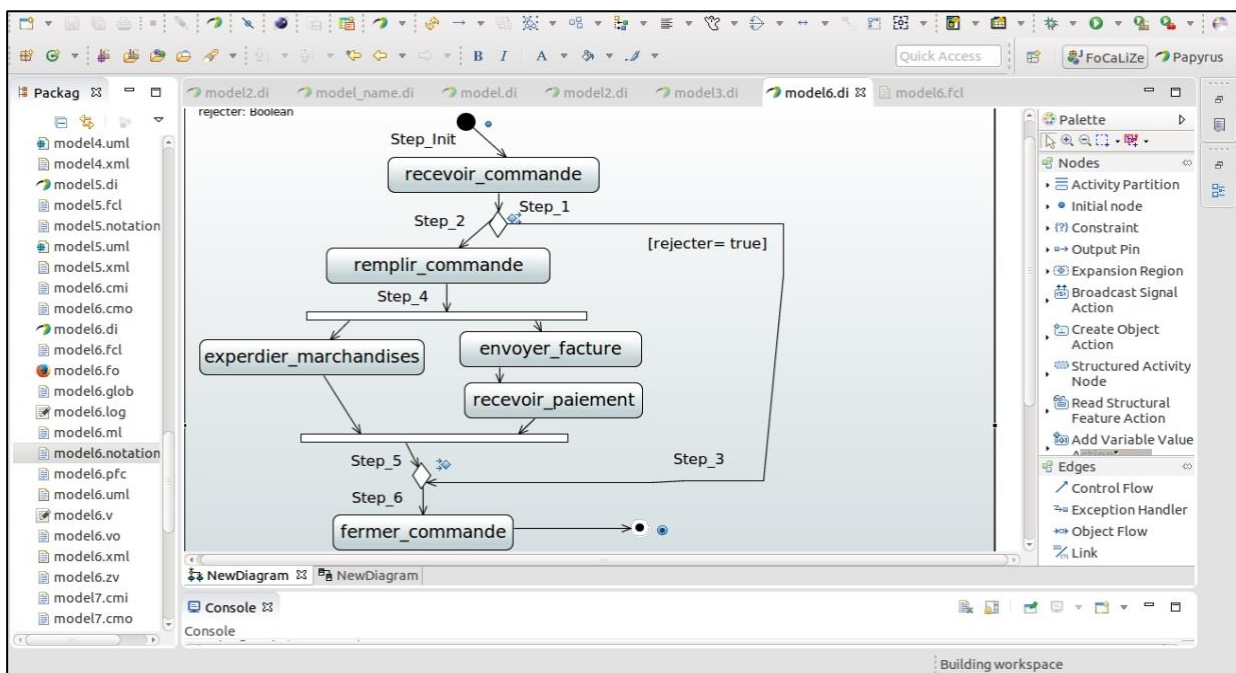 Quick Access
FoCaLiZe
Papyrus
Packag
model2.di
model_name.di
model.di
model2.di
model3.di
model6.di
model6.fcl
model4.uml
model4.xml
model5.di
model5.fcl
model5.notation
model5.uml
model5.xml
model6.cmi
model6.cmo
model6.di
model6.fcl
model6.fo
model6.glob
model6.log
model6.ml
model6.notation
model6.pfc
model6.uml
model6.v
model6.vo
model6.xml
model6.zv
model7.cmi
model7.cmo
rejecter: Boolean
Step_Init
recevoir_commande
Step_1
Step_2
[rejecter= true]
remplir_commande
Step_4
experdier_marchandises
envoyer_facture
recevoir_paiement
Step_5
Step_3
Step_6
fermer_commande
NewDiagram
NewDiagram
Palette
Nodes
Activity Partition
Initial node
Constraint
Output Pin
Expansion Region
Broadcast Signal
Action
Create Object
Action
Structured Activity
Node
Read Structural
Feature Action
Add Variable Value
Edges
Control Flow
Exception Handler
Object Flow
Link
Console
Console
Building workspace